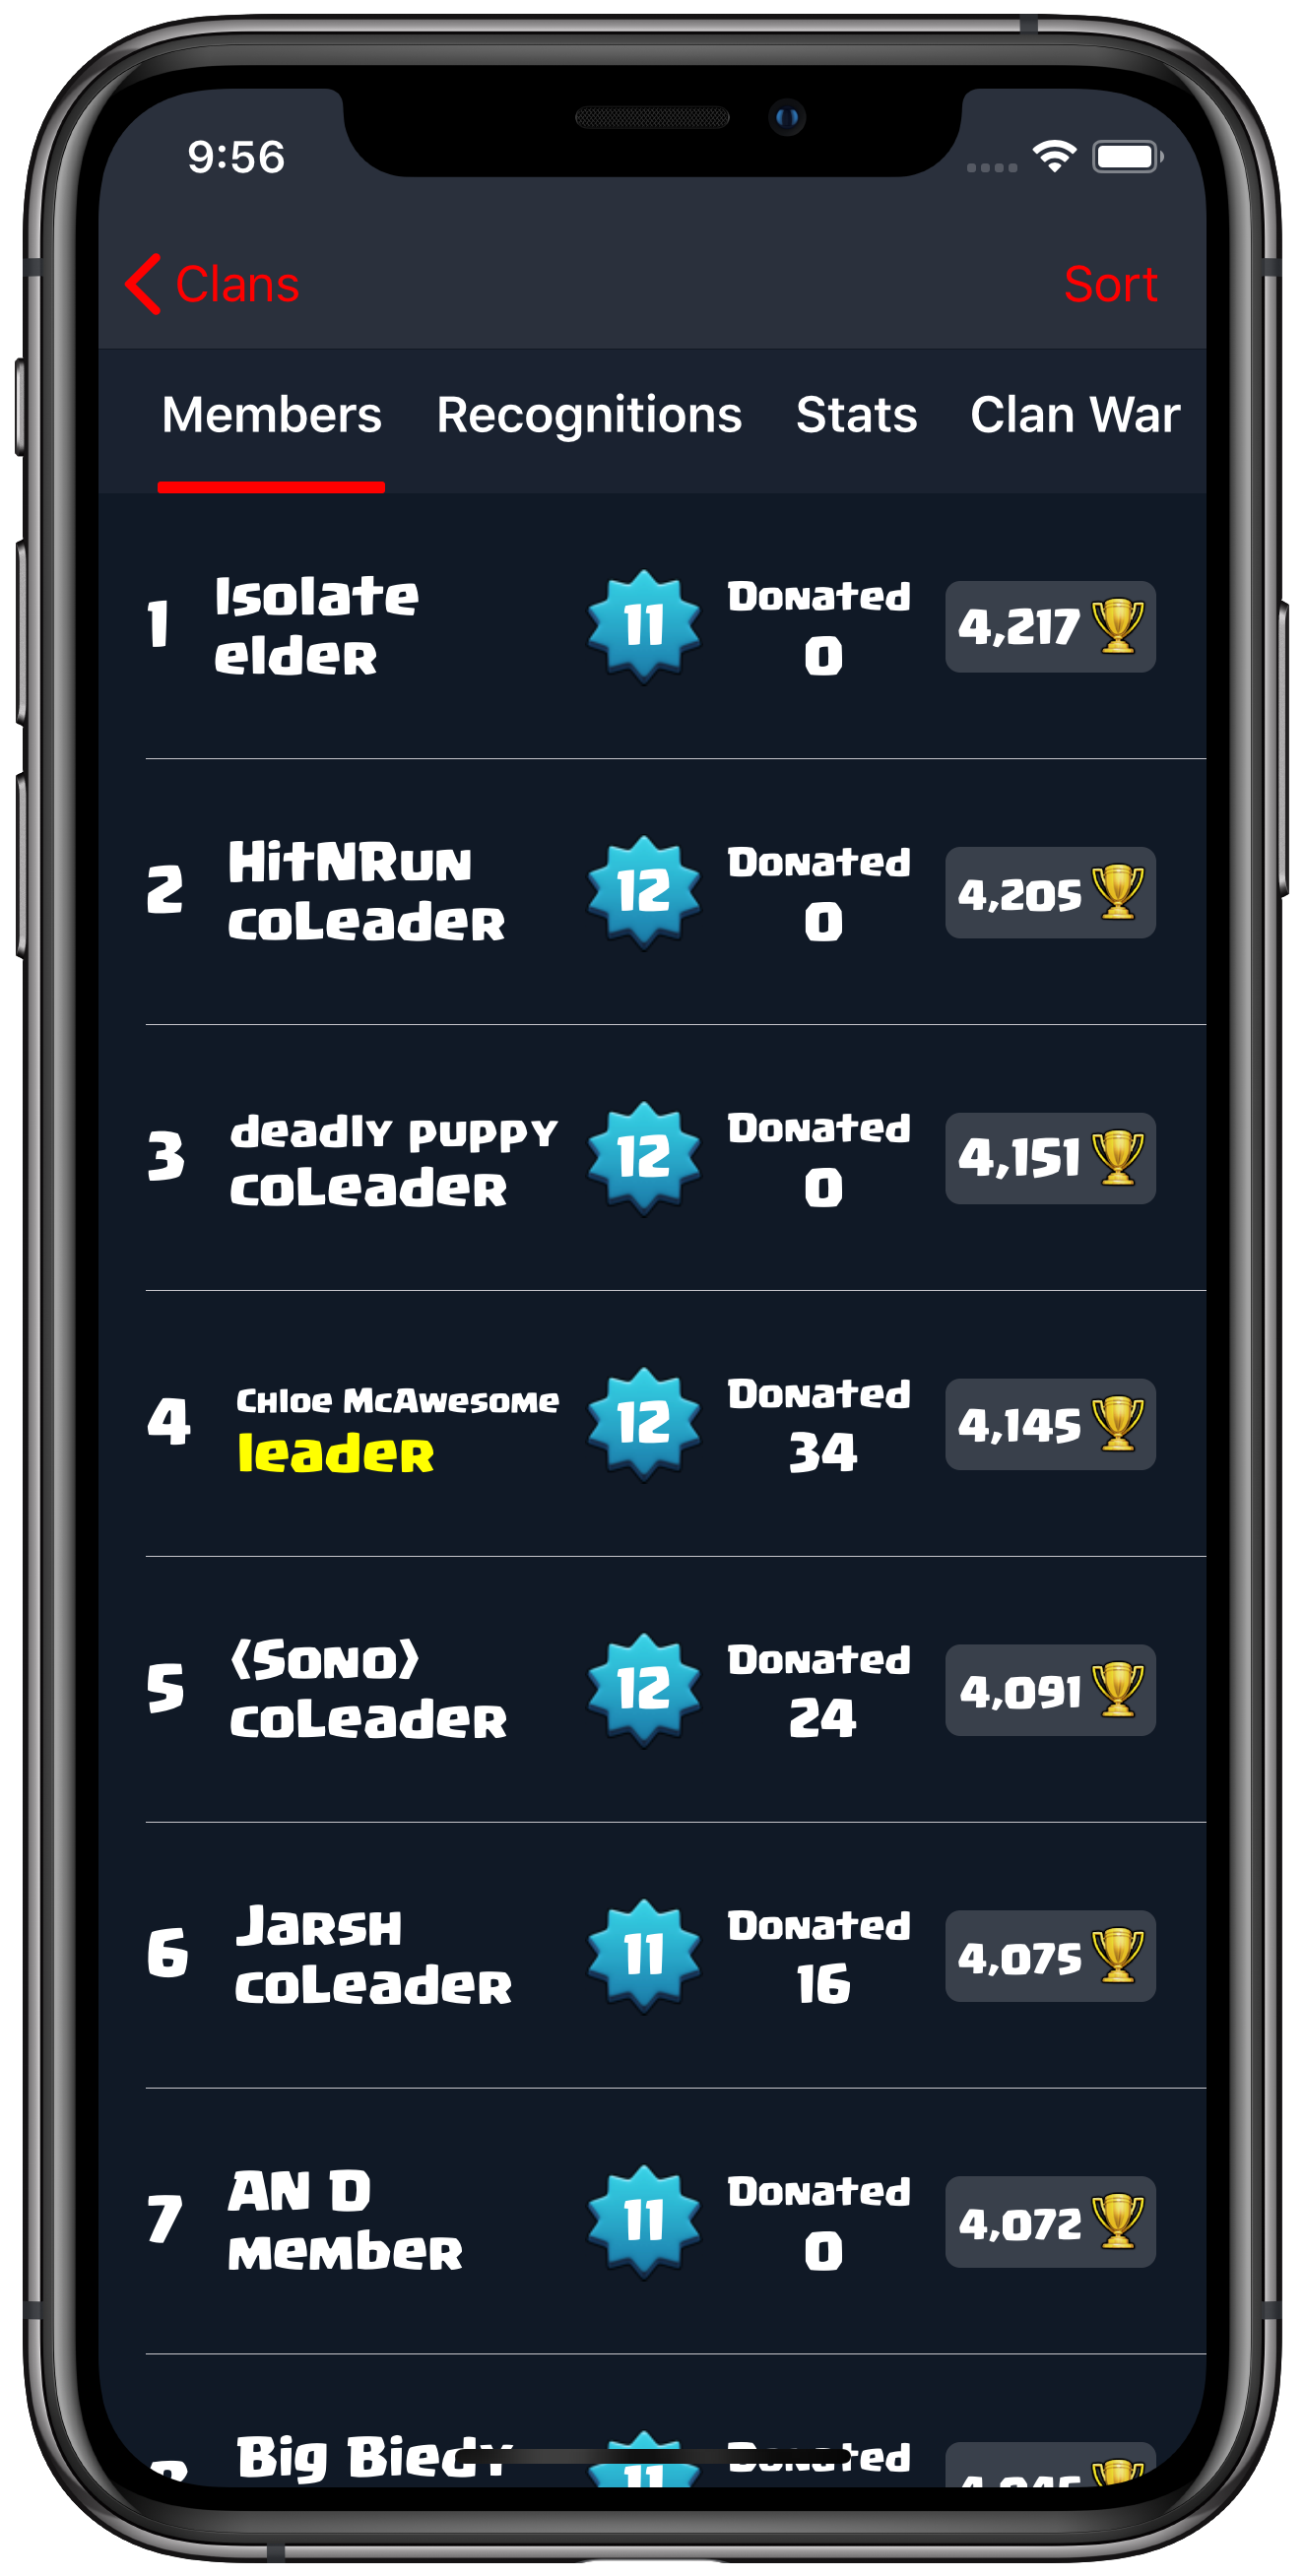 9:56
Clans
Sort
Members Recognitions Stats Clan War
1
Isolate
elder
11
Donated
0
4,217
2
HitNRun
coLeader
12
Donated
0
4,205
3
deadly puppy
coLeader
12
Donated
0
4,151
4
Chloe McAwesome
leader
12
Donated
34
4,145
5
⟨Sono⟩
coLeader
12
Donated
24
4,091
6
Jarsh
coLeader
11
Donated
16
4,075
7
AN D
member
11
Donated
0
4,072
Big
11
Donated